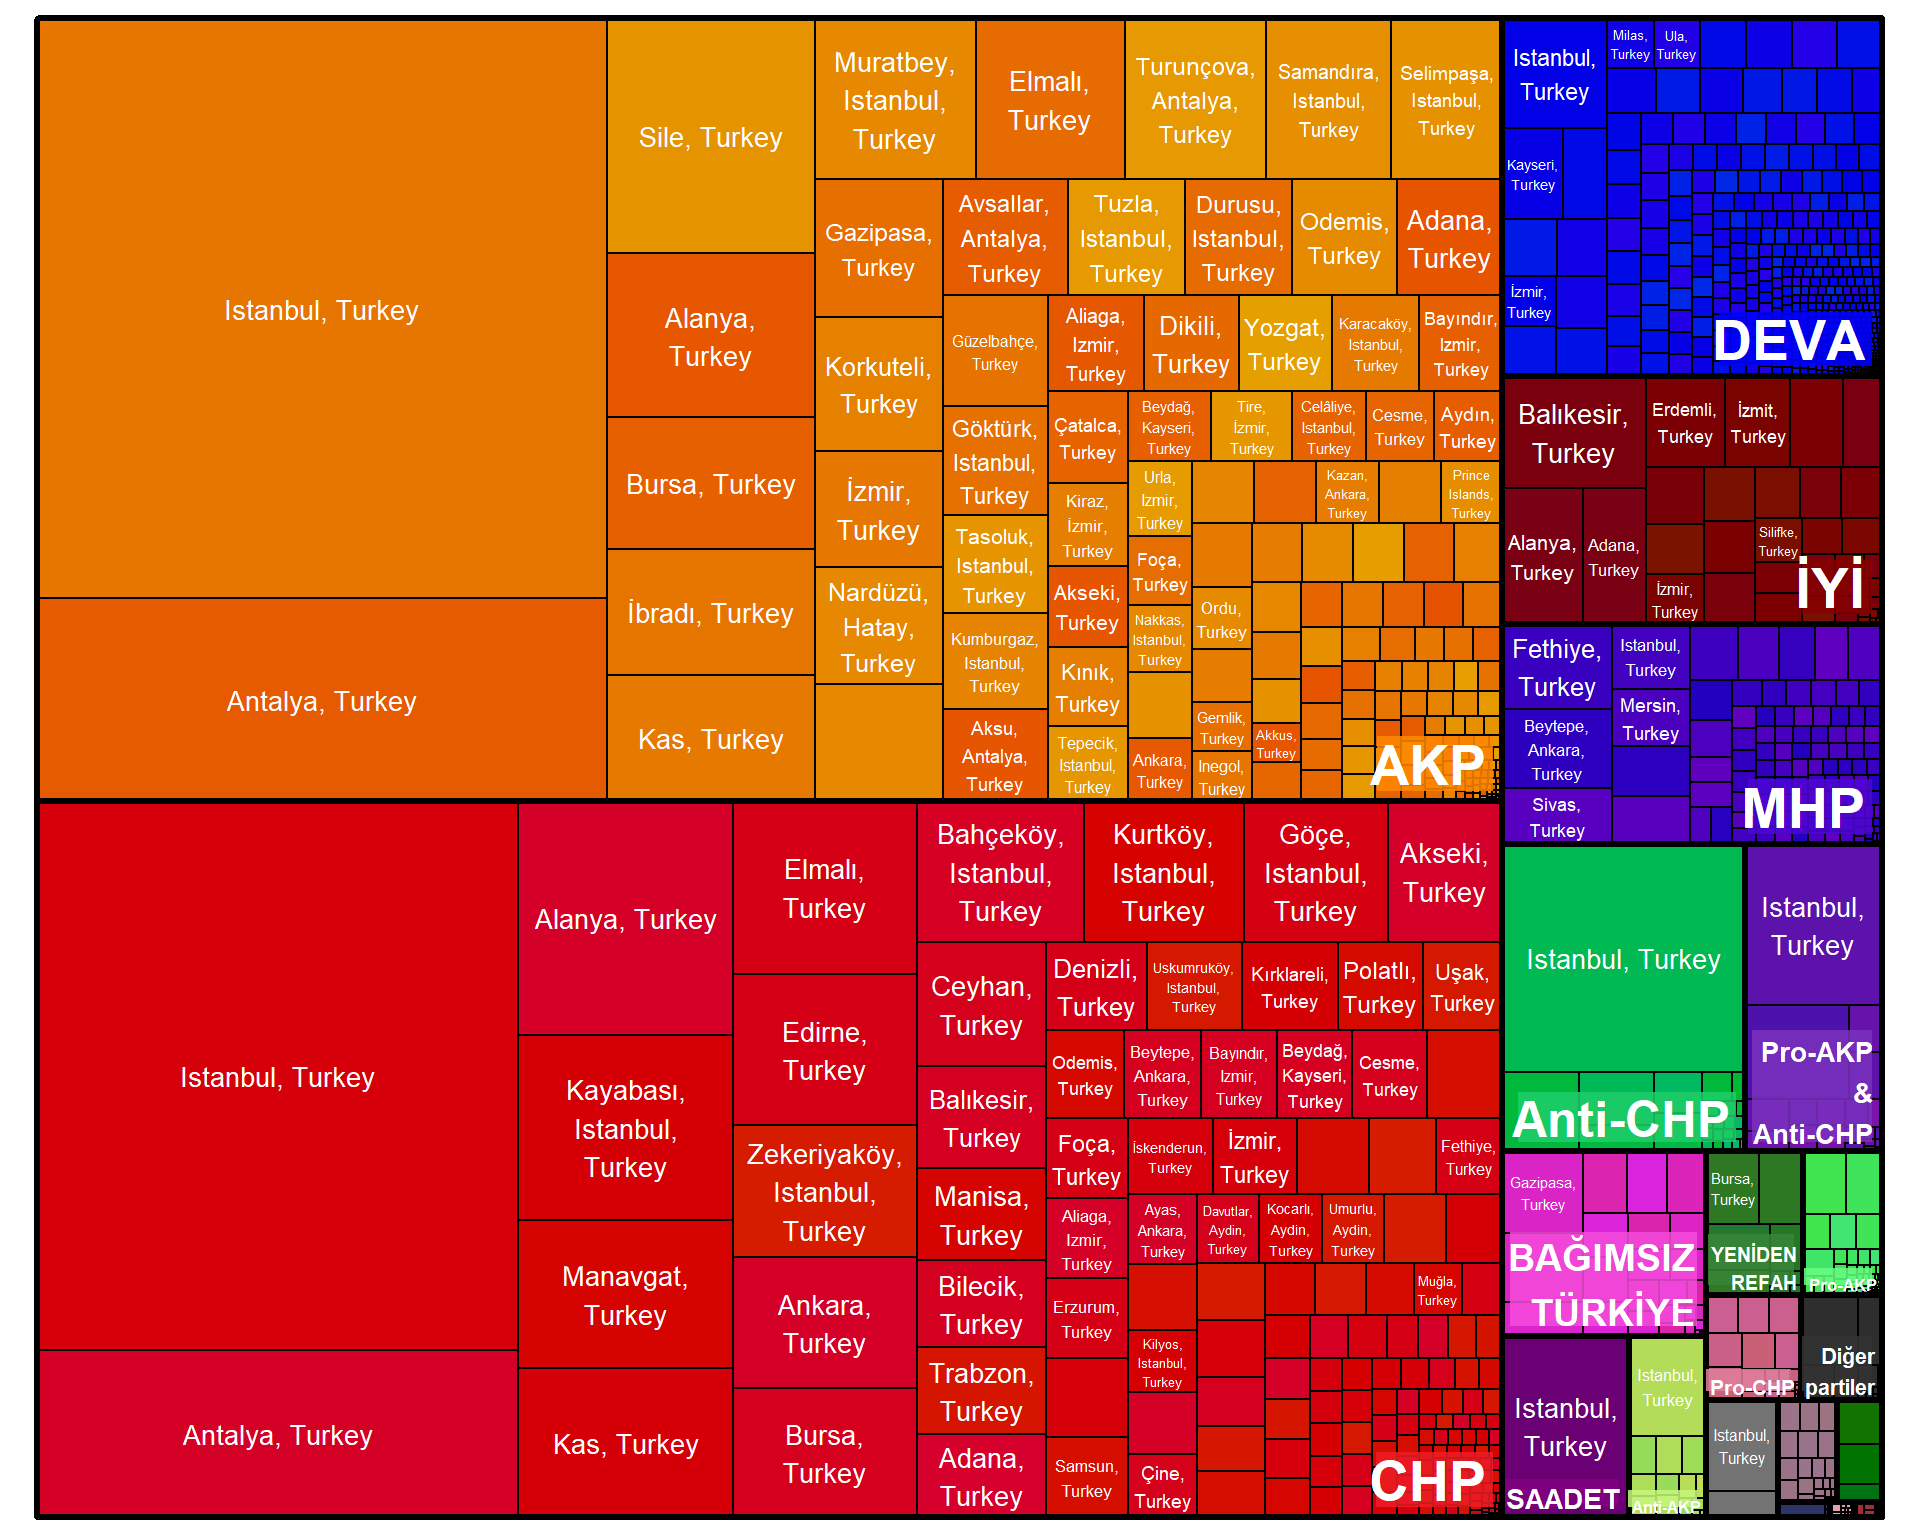 Istanbul, Turkey
Antalya, Turkey
Sile, Turkey
Alanya,
Turkey
Bursa, Turkey
İbradı, Turkey
Kas, Turkey
Muratbey,
Istanbul,
Turkey
Elmalı,
Turkey
Turunçova,
Antalya,
Turkey
Samandıra,
Istanbul,
Turkey
Selimpaşa,
Istanbul,
Turkey
Gazipasa,
Turkey
Korkuteli,
Turkey
İzmir,
Turkey
Nardüzü,
Hatay,
Turkey
Avsallar,
Antalya,
Turkey
Tuzla,
Istanbul,
Turkey
Durusu,
Istanbul,
Turkey
Odemis,
Turkey
Adana,
Turkey
Güzelbahçe,
Turkey
Göktürk,
Istanbul,
Turkey
Tasoluk,
Istanbul,
Turkey
Kumburgaz,
Istanbul,
Turkey
Aksu,
Antalya,
Turkey
Aliaga,
Izmir,
Turkey
Dikili,
Turkey
Yozgat,
Turkey
Karacaköy,
Istanbul,
Turkey
Bayındır,
Izmir,
Turkey
Çatalca,
Turkey
Kiraz,
İzmir,
Turkey
Akseki,
Turkey
Kınık,
Turkey
Tepecik,
Istanbul,
Turkey
Beydağ,
Kayseri,
Turkey
Tire,
İzmir,
Turkey
Celâliye,
Istanbul,
Turkey
Cesme,
Turkey
Aydın,
Turkey
Urla,
Izmir,
Turkey
Foça,
Turkey
Nakkas,
Istanbul,
Turkey
Ankara,
Turkey
Kazan,
Ankara,
Turkey
Prince
Islands,
Turkey
Ordu,
Turkey
Gemlik,
Turkey
Inegol,
Turkey
Akkus,
Turkey
AKP
Istanbul, Turkey
Antalya, Turkey
Alanya, Turkey
Kayabası,
Istanbul,
Turkey
Manavgat,
Turkey
Kas, Turkey
Elmalı,
Turkey
Edirne,
Turkey
Zekeriyaköy,
Istanbul,
Turkey
Ankara,
Turkey
Bursa,
Turkey
Bahçeköy,
Istanbul,
Turkey
Kurtköy,
Istanbul,
Turkey
Göçe,
Istanbul,
Turkey
Akseki,
Turkey
Ceyhan,
Turkey
Balıkesir,
Turkey
Manisa,
Turkey
Bilecik,
Turkey
Trabzon,
Turkey
Adana,
Turkey
Denizli,
Turkey
Uskumruköy,
Istanbul,
Turkey
Kırklareli,
Turkey
Polatlı,
Turkey
Uşak,
Turkey
Odemis,
Turkey
Beytepe,
Ankara,
Turkey
Bayındır,
Izmir,
Turkey
Beydağ,
Kayseri,
Turkey
Cesme,
Turkey
Foça,
Turkey
Aliaga,
Izmir,
Turkey
Erzurum,
Turkey
Samsun,
Turkey
İskenderun,
Turkey
İzmir,
Turkey
Fethiye,
Turkey
Ayas,
Ankara,
Turkey
Davutlar,
Aydin,
Turkey
Kocarlı,
Aydin,
Turkey
Umurlu,
Aydin,
Turkey
Kilyos,
Istanbul,
Turkey
Çine,
Turkey
Muğla,
Turkey
CHP
Istanbul,
Turkey
Milas,
Turkey
Ula,
Turkey
Kayseri,
Turkey
İzmir,
Turkey
DEVA
Balıkesir,
Turkey
Erdemli,
Turkey
İzmit,
Turkey
Alanya,
Turkey
Adana,
Turkey
İzmir,
Turkey
Silifke,
Turkey
İYİ
Fethiye,
Turkey
Beytepe,
Ankara,
Turkey
Sivas,
Turkey
Istanbul,
Turkey
Mersin,
Turkey
MHP
Istanbul, Turkey
Anti-CHP
Istanbul,
Turkey
Pro-AKP
&
Anti-CHP
Gazipasa,
Turkey
BAĞIMSIZ
TÜRKİYE
Bursa,
Turkey
YENİDEN
REFAH
Pro-AKP
Istanbul,
Turkey
SAADET
Istanbul,
Turkey
Anti-AKP
Pro-CHP
Diğer
partiler
Istanbul,
Turkey